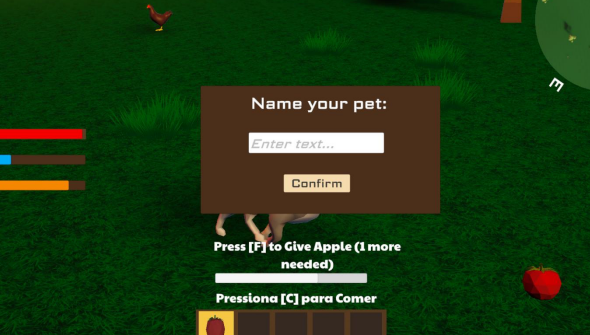 E
Name your pet:
Enter text...
Confirm
Press [F] to Give Apple (1 more
needed)
Pressiona [C] para Comer